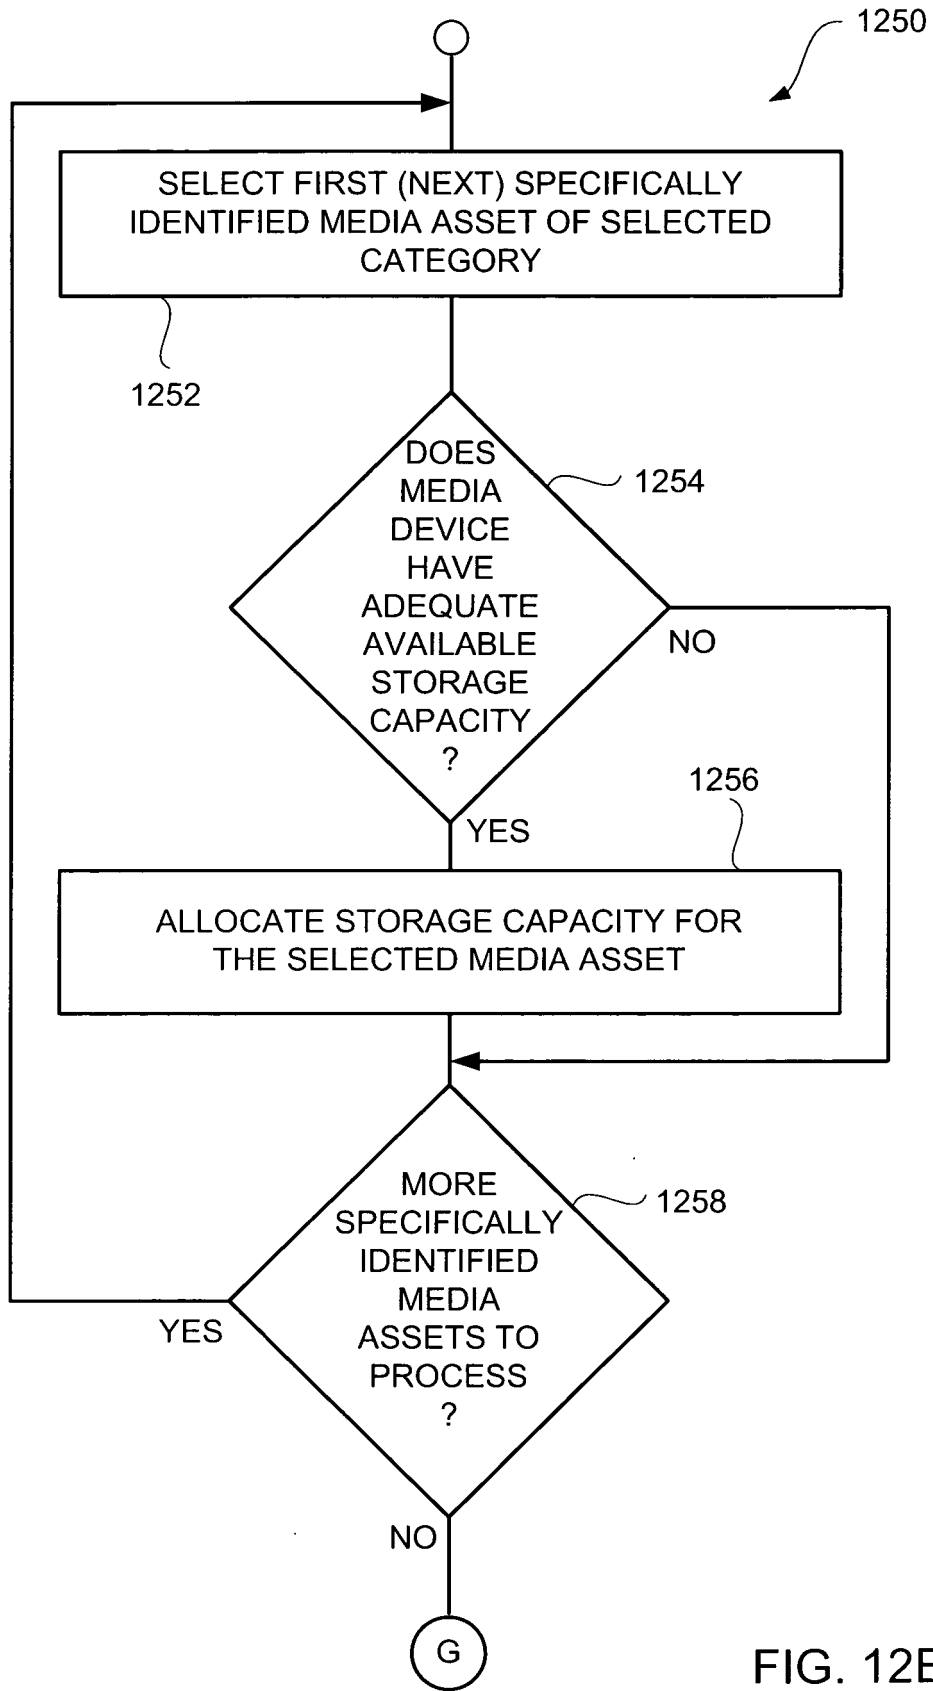 1250
SELECT FIRST (NEXT) SPECIFICALLY
IDENTIFIED MEDIA ASSET OF SELECTED
CATEGORY
1252
DOES
MEDIA
DEVICE
HAVE
ADEQUATE
AVAILABLE
STORAGE
CAPACITY
?
1254
NO
YES
1256
ALLOCATE STORAGE CAPACITY FOR
THE SELECTED MEDIA ASSET
MORE
SPECIFICALLY
IDENTIFIED
MEDIA
ASSETS TO
PROCESS
?
1258
YES
NO
G
FIG. 12E